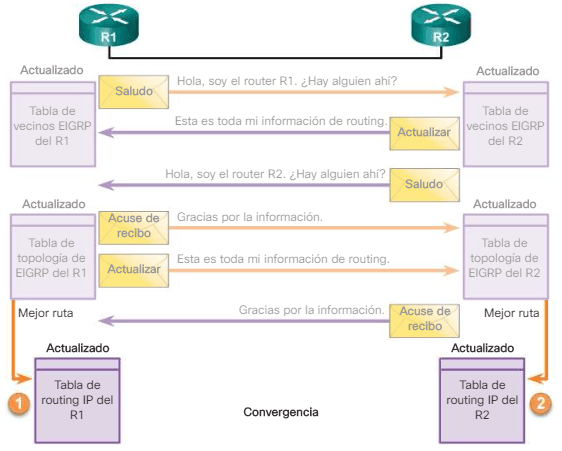 R1
R2
Actualizado
Actualizado
Saludo
Hola, soy el router R1. ¿Hay alguien ahí?
Tabla de
vecinos EIGRP
del R1
Tabla de
vecinos EIGRP
del R2
Esta es toda mi información de routing.
Actualizar
Hola, soy el router R2. ¿Hay alguien ahí?
Saludo
Actualizado
Actualizado
Acuse de
recibo
Gracias por la información.
Tabla de
topología de
EIGRP del R1
Tabla de
topología de
EIGRP del R2
Actualizar
Esta es toda mi información de routing.
Mejor ruta
Gracias por la información.
Acuse de
recibo
Mejor ruta
Actualizado
Actualizado
1
Tabla de
routing IP del
R1
Tabla de
routing IP del
R2
2
Convergencia